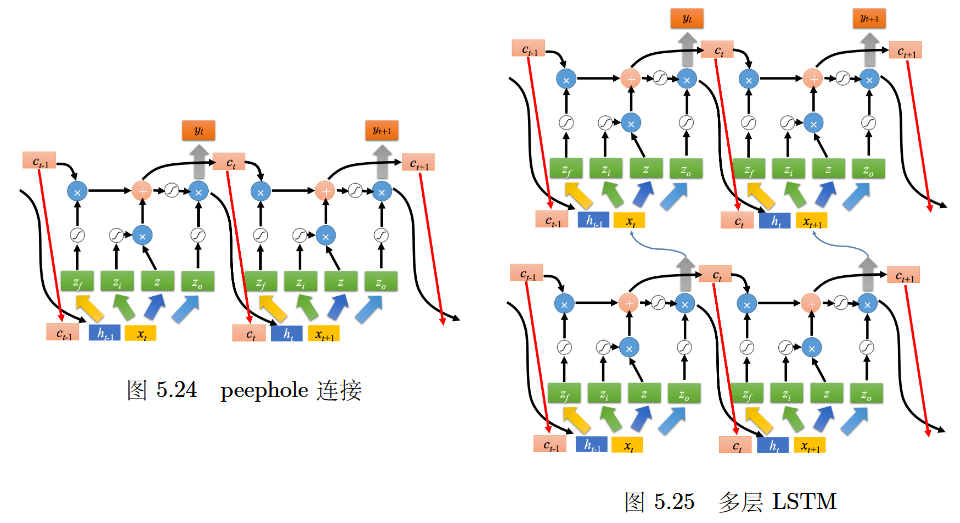 y_t
y_{t+1}
c_{t-1}
c_t
c_{t+1}
× + × × + ×
× ×
z_f z_i z z_o z_f z_i z z_o
c_{t-1} h_{t-1} x_t c_t h_t x_{t+1}
图 5.24 peephole 连接
y_t
y_{t+1}
c_{t-1}
c_t
c_{t+1}
× + × × + ×
× ×
z_f z_i z z_o z_f z_i z z_o
c_{t-1} h_{t-1} x_t c_t h_t x_{t+1}
c_{t-1}
c_t
c_{t+1}
× + × × + ×
× ×
z_f z_i z z_o z_f z_i z z_o
c_{t-1} h_{t-1} x_t c_t h_t x_{t+1}
图 5.25 多层 LSTM